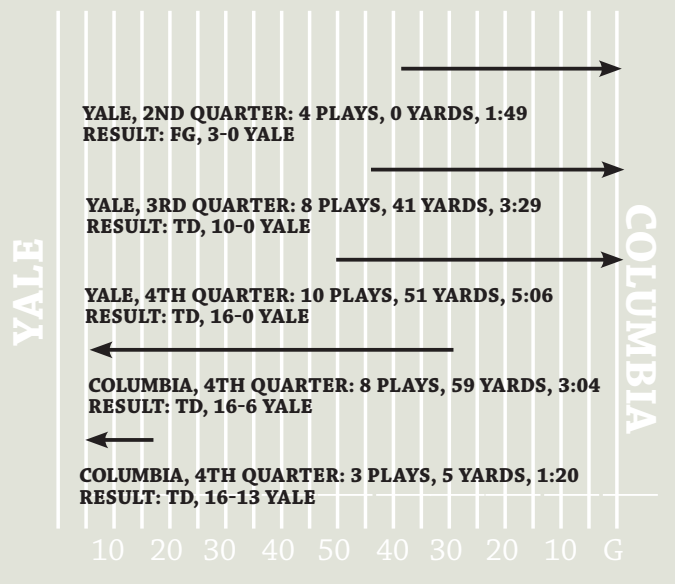 YALE, 2ND QUARTER: 4 PLAYS, 0 YARDS, 1:49
RESULT: FG, 3-0 YALE
YALE, 3RD QUARTER: 8 PLAYS, 41 YARDS, 3:29
RESULT: TD, 10-0 YALE
YALE
COLUMBIA
YALE, 4TH QUARTER: 10 PLAYS, 51 YARDS, 5:06
RESULT: TD, 16-0 YALE
COLUMBIA, 4TH QUARTER: 8 PLAYS, 59 YARDS, 3:04
RESULT: TD, 16-6 YALE
COLUMBIA, 4TH QUARTER: 3 PLAYS, 5 YARDS, 1:20
RESULT: TD, 16-13 YALE
10 20 30 40 50 40 30 20 10 G